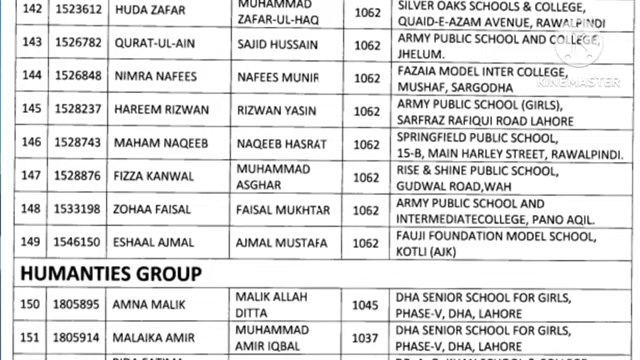 142 1523612 HUDA ZAFAR MUHAMMAD ZAFAR-UL-HAQ 1062 SILVER OAKS SCHOOLS & COLLEGE, QUAID-E-AZAM AVENUE, RAWALPINDI
143 1526782 QURAT-UL-AIN SAJID HUSSAIN 1062 ARMY PUBLIC SCHOOL AND COLLEGE, JHELUM.
144 1526848 NIMRA NAFEES NAFEES MUNIR 1062 FAZAIA MODEL INTER COLLEGE, MUSHAF, SARGODHA
KINEMASTER
145 1528237 HAREEM RIZWAN RIZWAN YASIN 1062 ARMY PUBLIC SCHOOL (GIRLS), SARFRAZ RAFIQUI ROAD LAHORE
146 1528743 MAHAM NAQEEB NAQEEB HASRAT 1062 SPRINGFIELD PUBLIC SCHOOL, 15-B, MAIN HARLEY STREET, RAWALPINDI.
147 1528876 FIZZA KANWAL MUHAMMAD ASGHAR 1062 RISE & SHINE PUBLIC SCHOOL, GUDWAL ROAD,WAH
148 1533198 ZOHAA FAISAL FAISAL MUKHTAR 1062 ARMY PUBLIC SCHOOL AND INTERMEDIATECOLLEGE, PANO AQIL.
149 1546150 ESHAAL AJMAL AJMAL MUSTAFA 1062 FAUJI FOUNDATION MODEL SCHOOL, KOTLI (AJK)
HUMANTIES GROUP
150 1805895 AMNA MALIK MALIK ALLAH DITTA 1045 DHA SENIOR SCHOOL FOR GIRLS, PHASE-V, DHA, LAHORE
151 1805914 MALAIKA AMIR MUHAMMAD AMIR IQBAL 1037 DHA SENIOR SCHOOL FOR GIRLS, PHASE-V, DHA, LAHORE